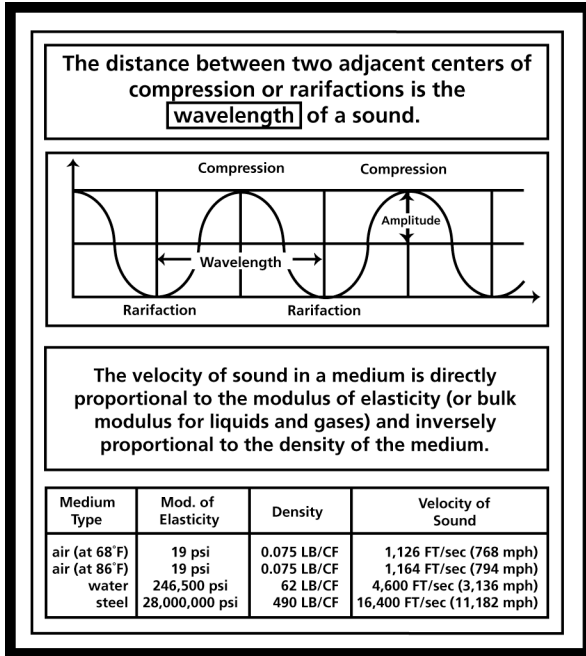 The distance between two adjacent centers of
compression or rarifactions is the
wavelength of a sound.
Compression Compression
Amplitude
Wavelength
Rarifaction Rarifaction
The velocity of sound in a medium is directly
proportional to the modulus of elasticity (or bulk
modulus for liquids and gases) and inversely
proportional to the density of the medium.
Medium Type Mod. of Elasticity Density Velocity of Sound
air (at 68˚F) 19 psi 0.075 LB/CF 1,126 FT/sec (768 mph)
air (at 86˚F) 19 psi 0.075 LB/CF 1,164 FT/sec (794 mph)
water 246,500 psi 62 LB/CF 4,600 FT/sec (3,136 mph)
steel 28,000,000 psi 490 LB/CF 16,400 FT/sec (11,182 mph)